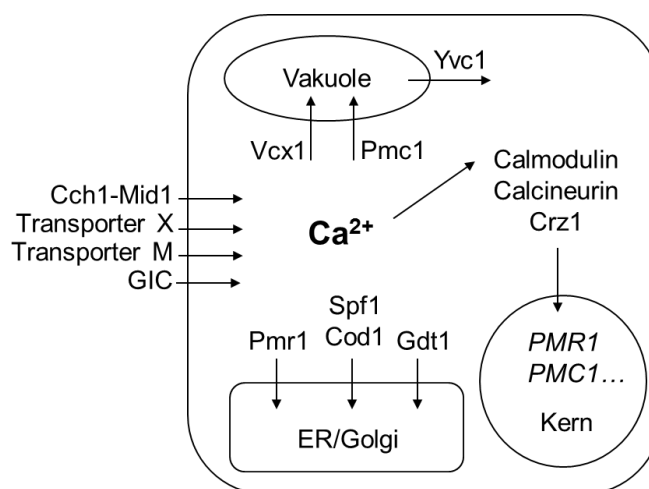 Yvc1
Vakuole
Vcx1
Pmc1
Calmodulin
Calcineurin
Crz1
Cch1-Mid1
Transporter X
Transporter M
GIC
Ca²⁺
Spf1
Pmr1
Cod1
Gdt1
PMR1
PMC1…
Kern
ER/Golgi